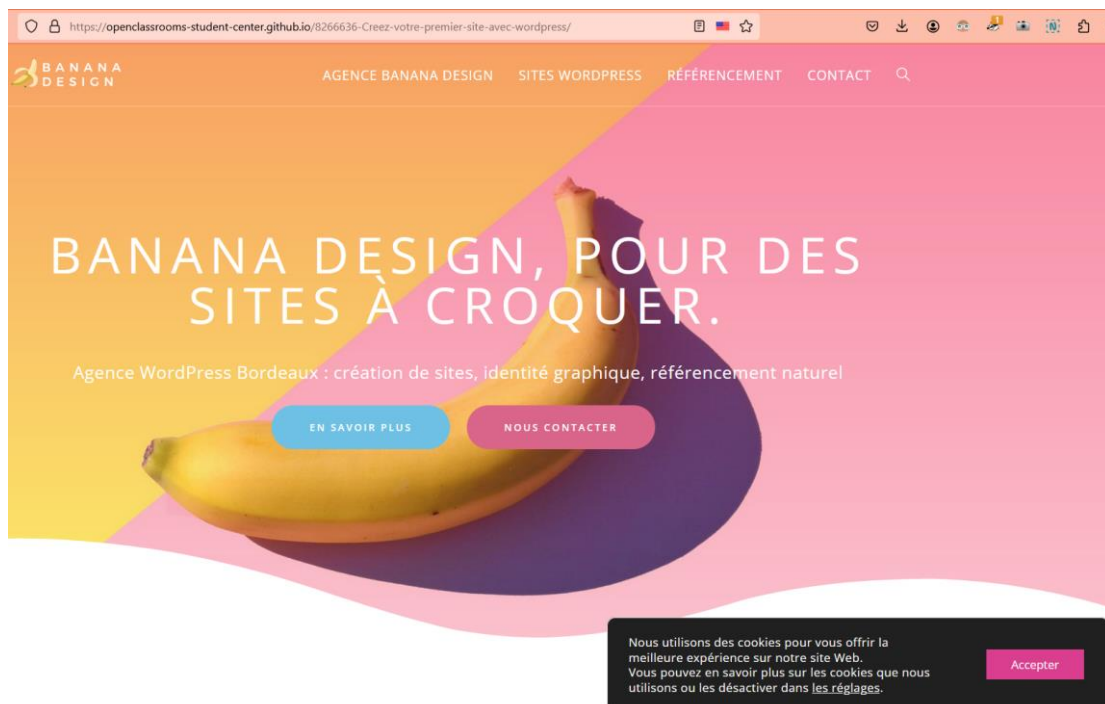 https://openclassrooms-student-center.github.io/8266636-Creez-votre-premier-site-avec-wordpress/
BANANA
DESIGN
AGENCE BANANA DESIGN SITES WORDPRESS RÉFÉRENCEMENT CONTACT
BANANA DESIGN, POUR DES
SITES À CROQUER.
Agence WordPress Bordeaux : création de sites, identité graphique, référencement naturel
EN SAVOIR PLUS NOUS CONTACTER
Nous utilisons des cookies pour vous offrir la
meilleure expérience sur notre site Web.
Vous pouvez en savoir plus sur les cookies que nous
utilisons ou les désactiver dans les réglages.
Accepter